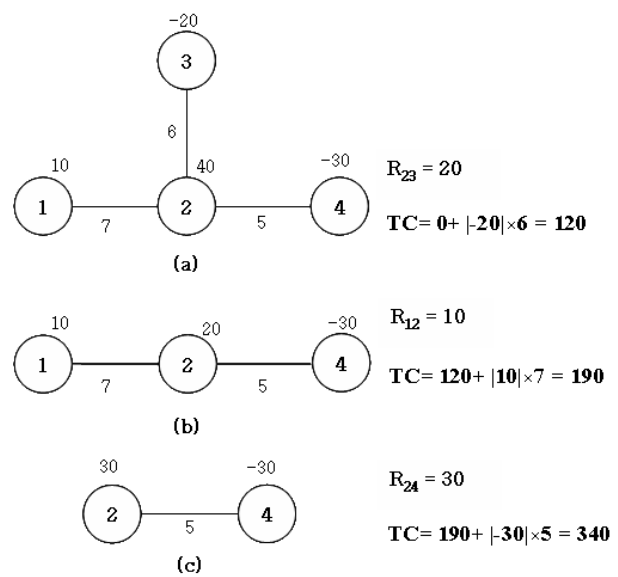 -20
3
6
10
40
-30
1
2
4
7
5
R23 = 20
TC= 0+ |-20|×6 = 120
(a)
10
20
-30
1
2
4
7
5
R12 = 10
TC= 120+ |10|×7 = 190
(b)
30
-30
2
4
5
R24 = 30
TC= 190+ |-30|×5 = 340
(c)